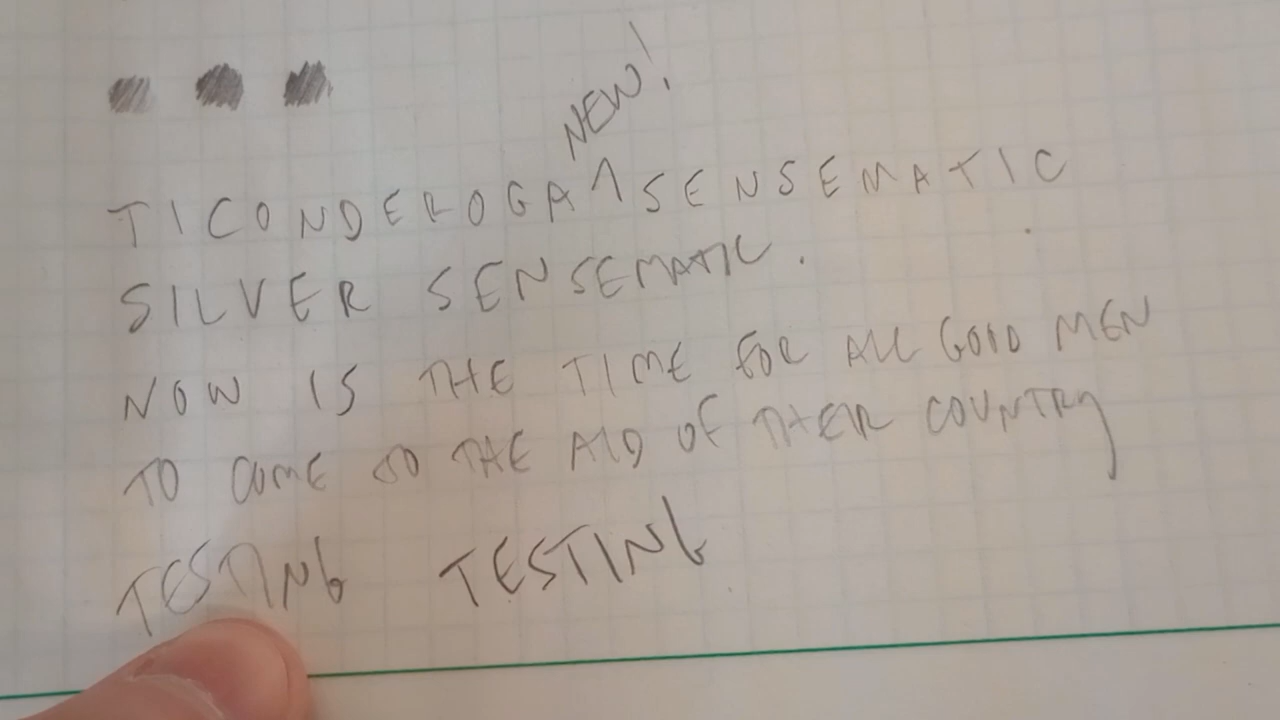 NEW!
TICONDEROGA ^ SENSEMATIC
SILVER SENSEMATIC.
NOW IS THE TIME FOR ALL GOOD MEN
TO COME TO THE AID OF THEIR COUNTRY
TESTING TESTING